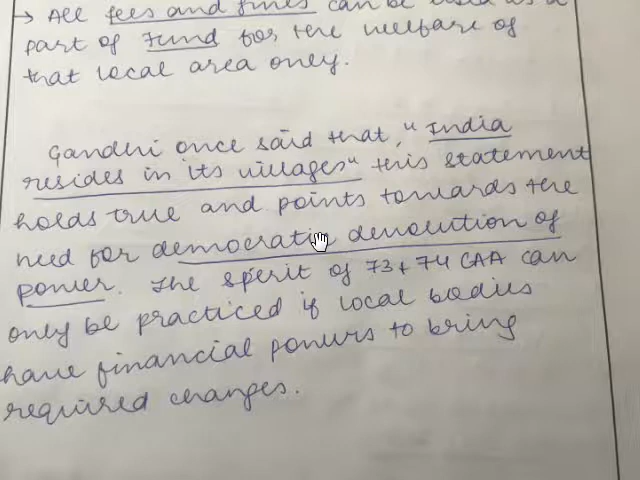 → All fees and fines can be used as a
part of Fund for the welfare of
that local area only.
Gandhi once said that, "India
resides in its villages" this statement
holds true and points towards the
need for democratic devolution of
power. The spirit of 73+74 CAA can
only be practiced if local bodies
have financial powers to bring
required changes.